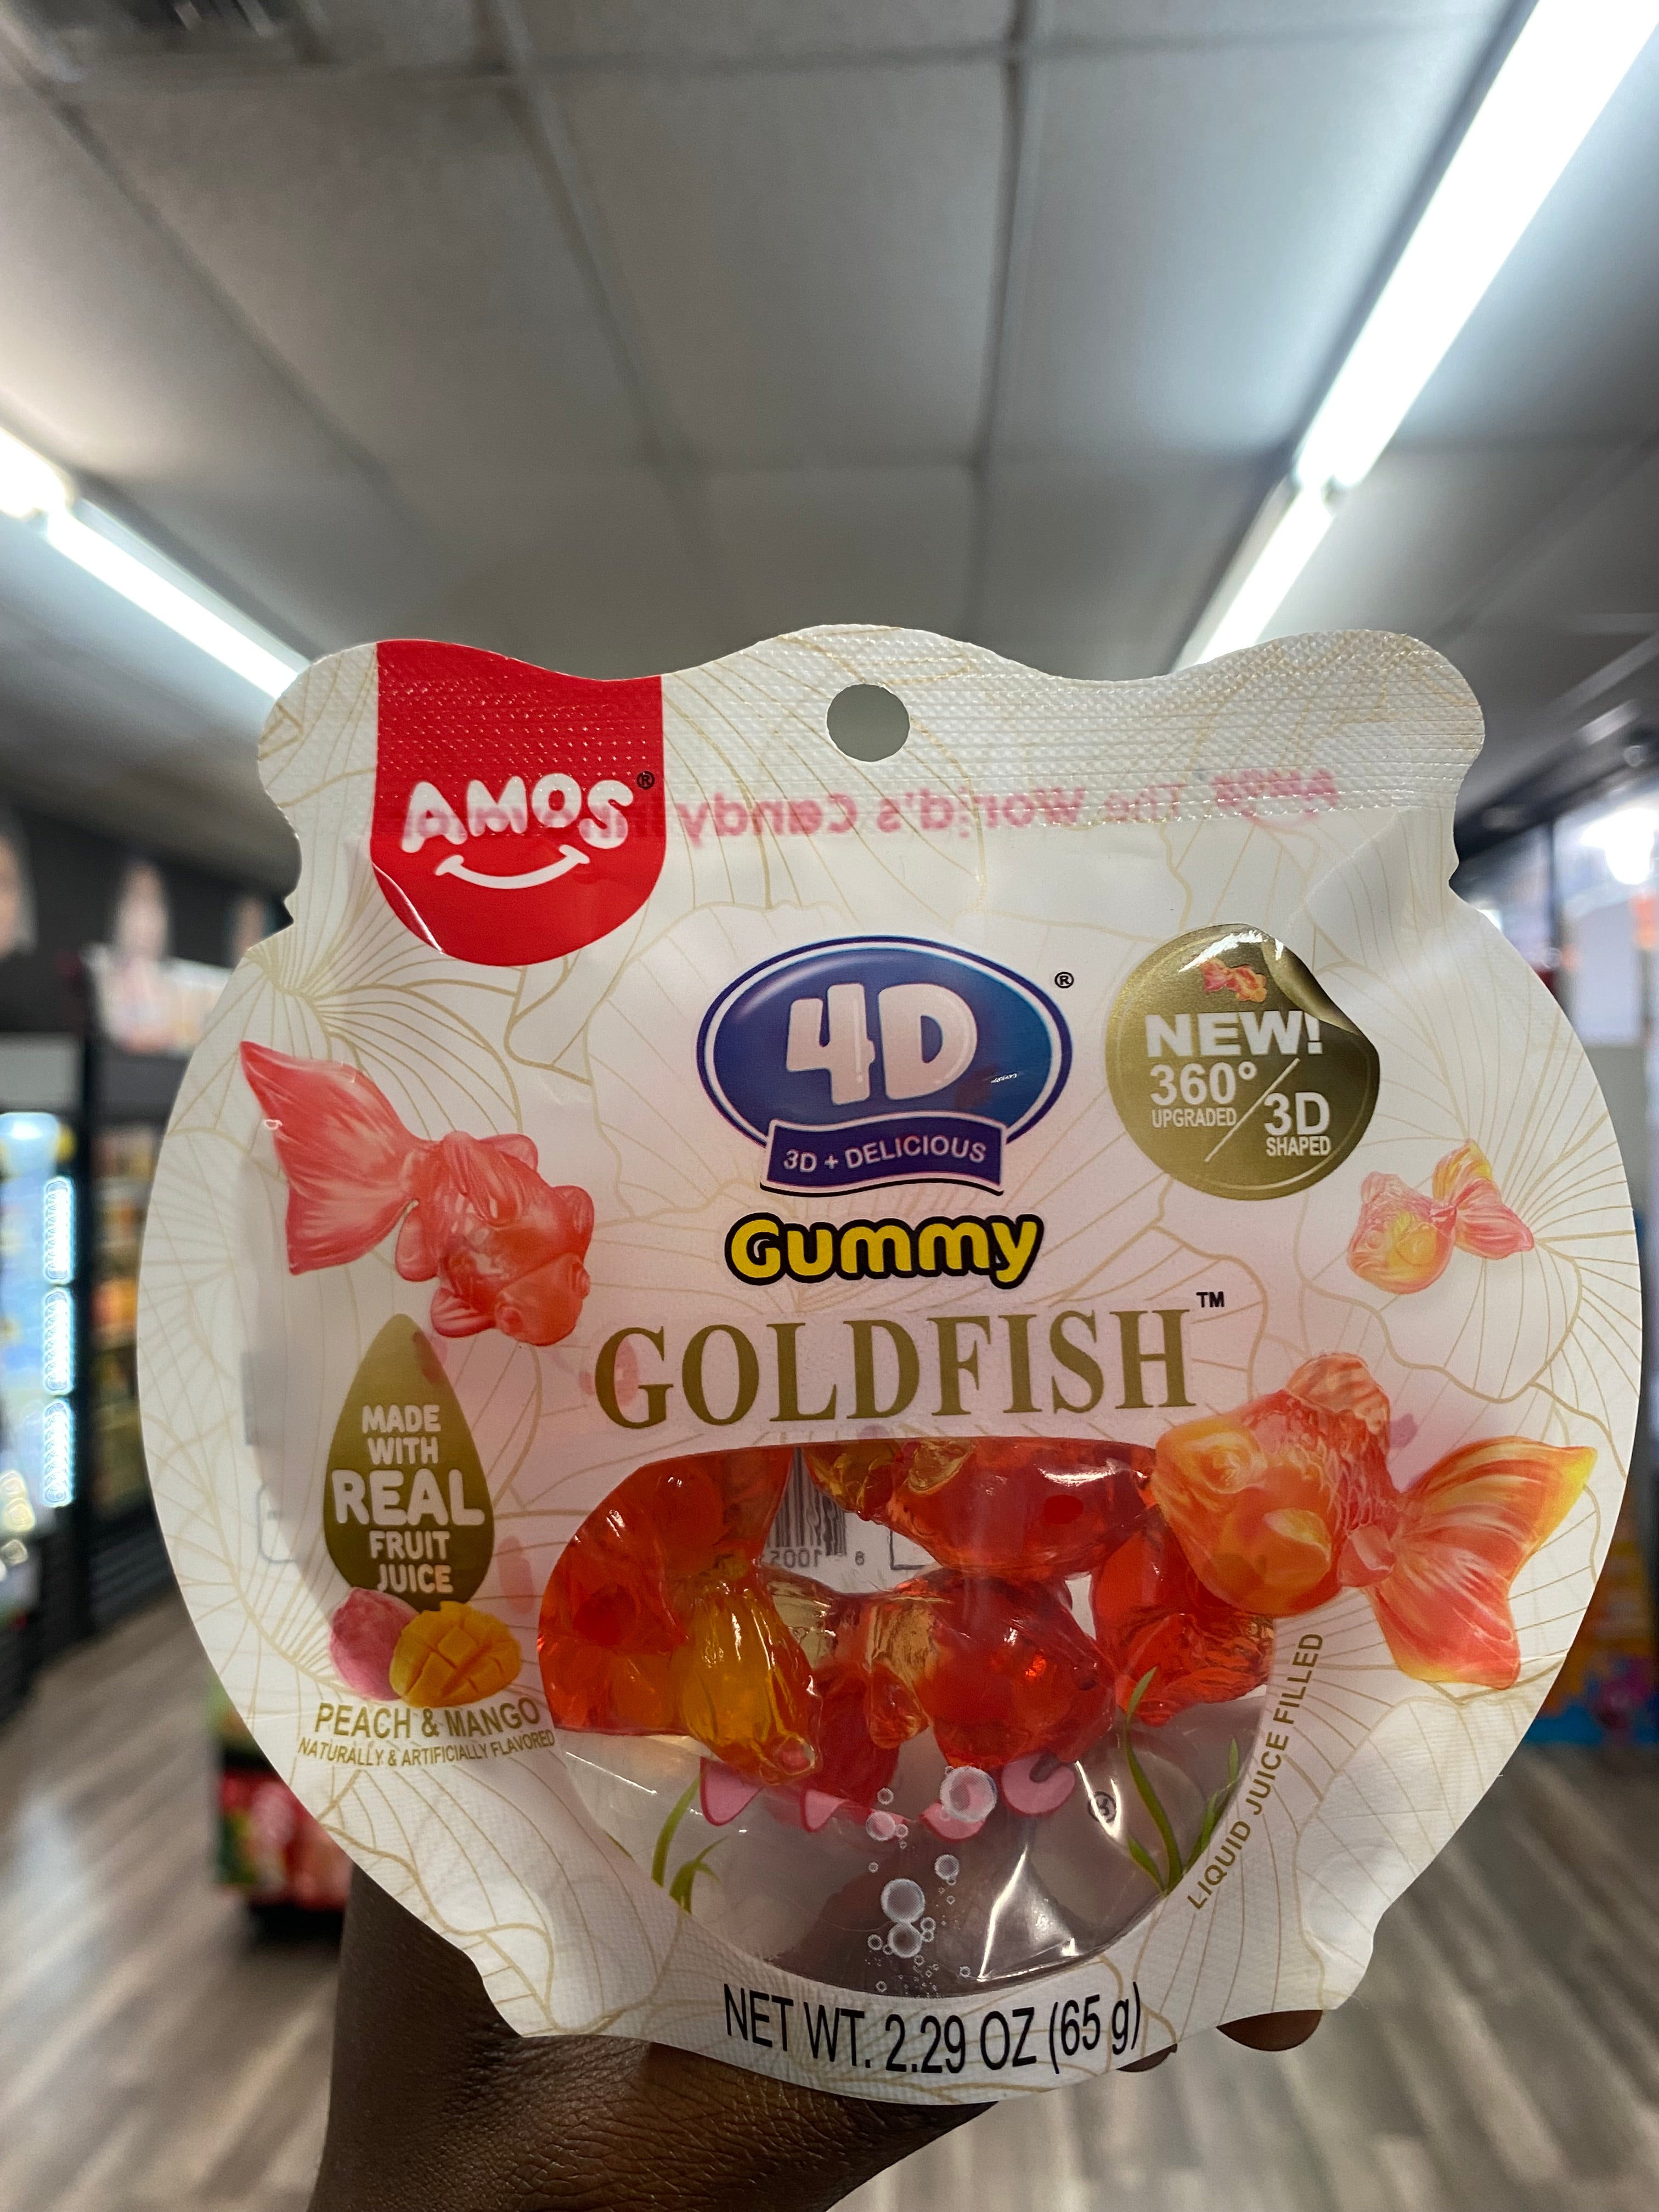 AMOS®
AMOS® The World's Candy
4D®
3D + DELICIOUS
NEW!
360°
UPGRADED
3D
SHAPED
Gummy
GOLDFISH™
MADE
WITH
REAL
FRUIT
JUICE
PEACH & MANGO
NATURALLY & ARTIFICIALLY FLAVORED
LIQUID JUICE FILLED
NET WT. 2.29 OZ (65 g)